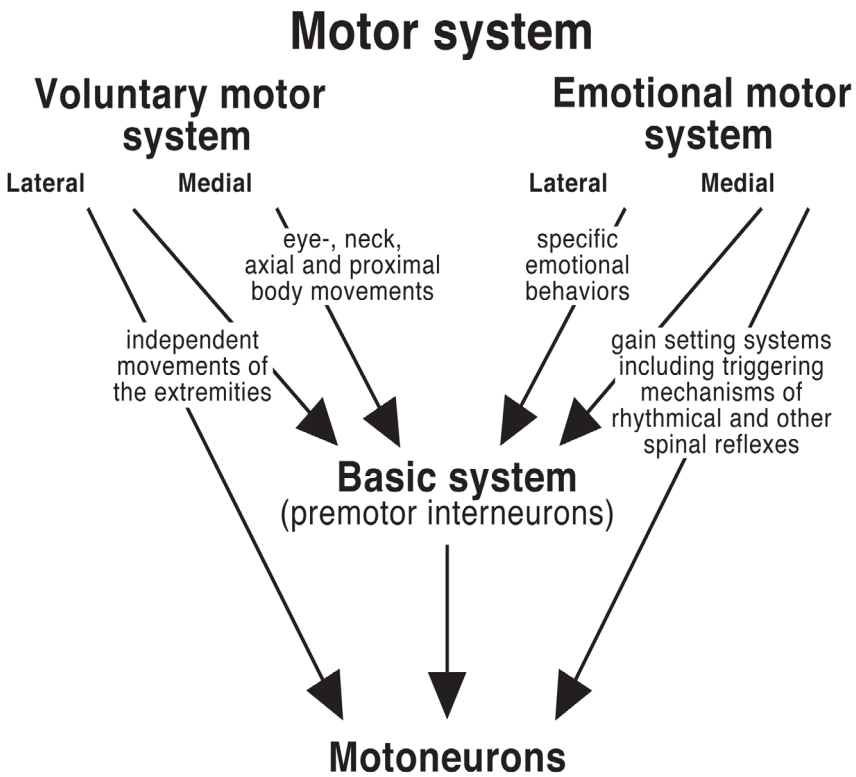 Motor system
Voluntary motor
system
Emotional motor
system
Lateral
Medial
Lateral
Medial
eye-, neck,
axial and proximal
body movements
specific
emotional
behaviors
independent
movements of
the extremities
gain setting systems
including triggering
mechanisms of
rhythmical and other
spinal reflexes
Basic system
(premotor interneurons)
Motoneurons